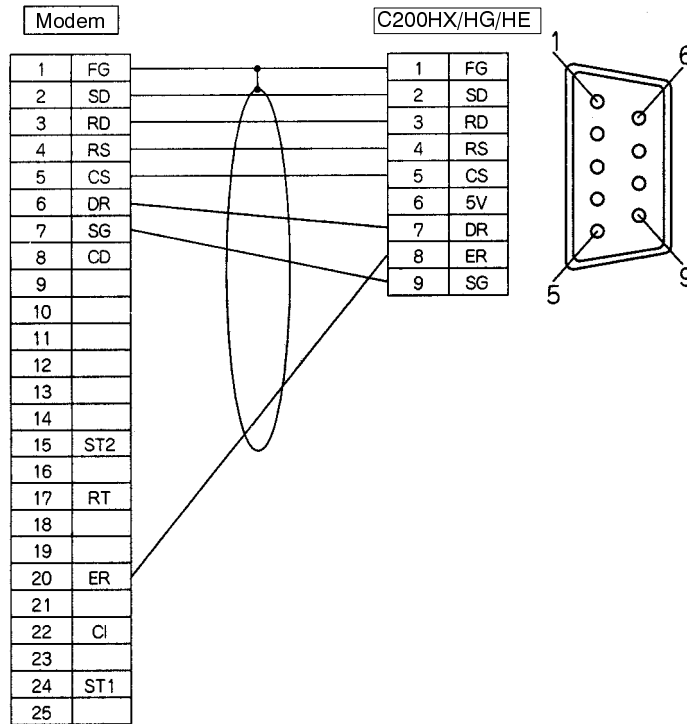 Modem
1 FG
2 SD
3 RD
4 RS
5 CS
6 DR
7 SG
8 CD
9
10
11
12
13
14
15 ST2
16
17 RT
18
19
20 ER
21
22 CI
23
24 ST1
25
C200HX/HG/HE
1 FG
2 SD
3 RD
4 RS
5 CS
6 5V
7 DR
8 ER
9 SG
1
6
5
9